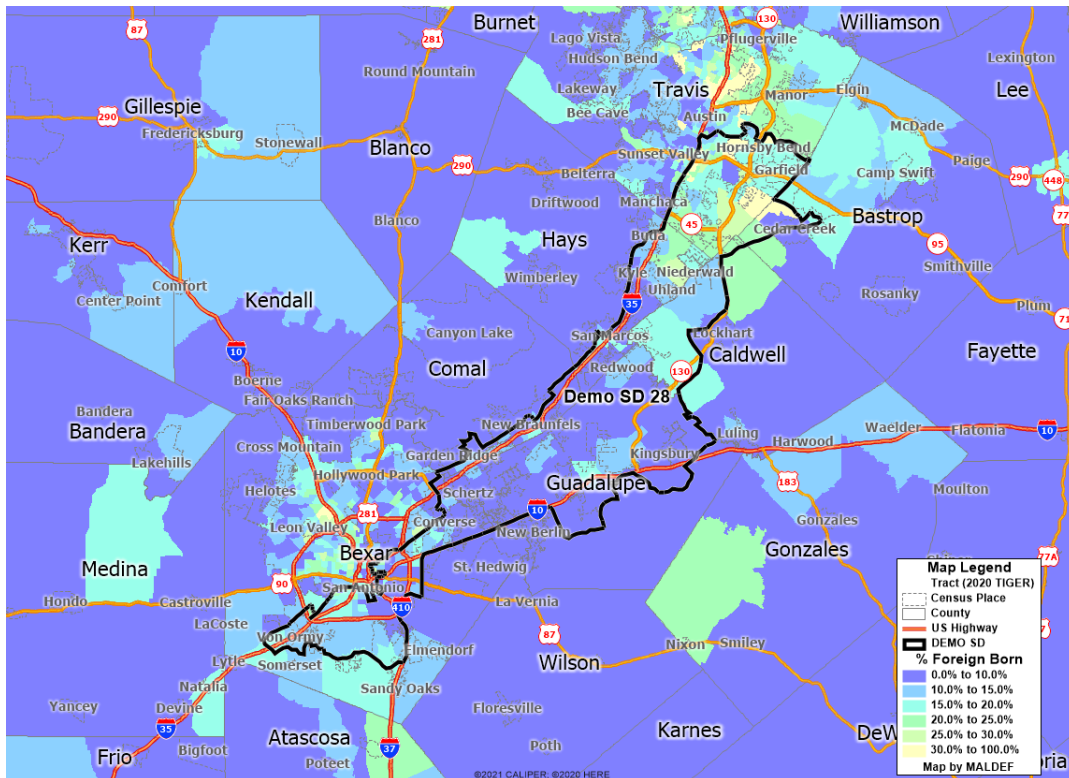 Burnet
130
Williamson
87
281
Lago Vista
Pflugerville
Hudson Bend
Round Mountain
Lexington
Lakeway
Travis
Gillespie
Manor
Elgin
Lee
Bee Cave
Austin
290
Fredericksburg
McDade
Stonewall
Blanco
Sunset Valley
Hornsby Bend
Paige
290
Belterra
Garfield
Camp Swift
290
448
Driftwood
Manchaca
77
Blanco
Bastrop
45
Kerr
Hays
Buda
Cedar Creek
95
Wimberley
Smithville
Comfort
Kyle
Niederwald
Center Point
Kendall
Uhland
Rosanky
Plum
35
71
Canyon Lake
San Marcos
Lockhart
10
Caldwell
Fayette
Comal
Redwood
130
Boerne
Demo SD 28
Fair Oaks Ranch
Bandera
Timberwood Park
New Braunfels
Waelder
Flatonia
10
Bandera
Cross Mountain
Garden Ridge
Luling
Harwood
Lakehills
Kingsbury
Hollywood Park
Guadalupe
183
Helotes
Schertz
Moulton
281
10
Leon Valley
Converse
Gonzales
New Berlin
Bexar
Gonzales
Medina
St. Hedwig
77A
90
San Antonio
Hondo
Castroville
410
La Vernia
LaCoste
87
Von Ormy
Elmendorf
Nixon
Smiley
Lytle
Somerset
Wilson
Natalia
Sandy Oaks
Yancey
Devine
Floresville
35
Karnes
DeW
Frio
Bigfoot
Atascosa
37
Poth
Poteet
©2021 CALIPER; ©2020 HERE
Map Legend
Tract (2020 TIGER)
Census Place
County
US Highway
DEMO SD
% Foreign Born
0.0% to 10.0%
10.0% to 15.0%
15.0% to 20.0%
20.0% to 25.0%
25.0% to 30.0%
30.0% to 100.0%
Map by MALDEF